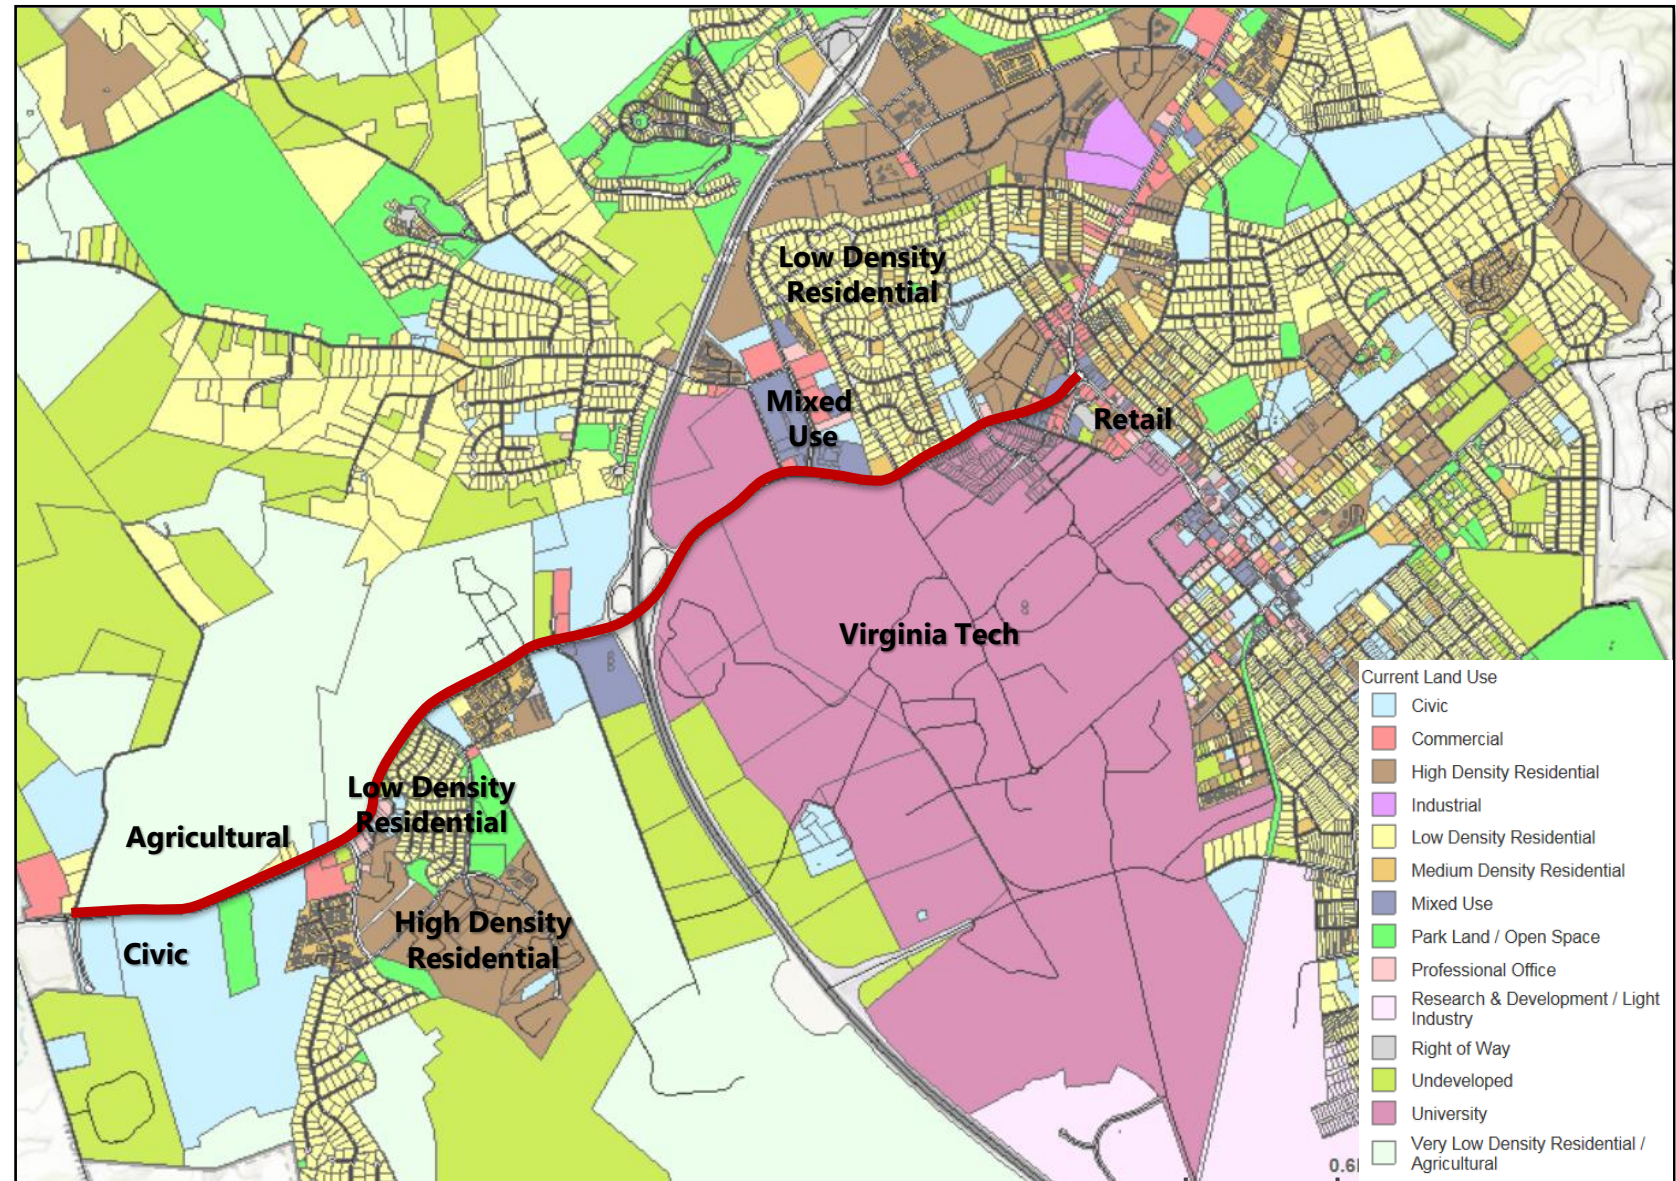 Low Density
Residential
Mixed
Use
Retail
Virginia Tech
Low Density
Residential
Agricultural
High Density
Residential
Civic
Current Land Use
Civic
Commercial
High Density Residential
Industrial
Low Density Residential
Medium Density Residential
Mixed Use
Park Land / Open Space
Professional Office
Research & Development / Light
Industry
Right of Way
Undeveloped
University
Very Low Density Residential /
Agricultural